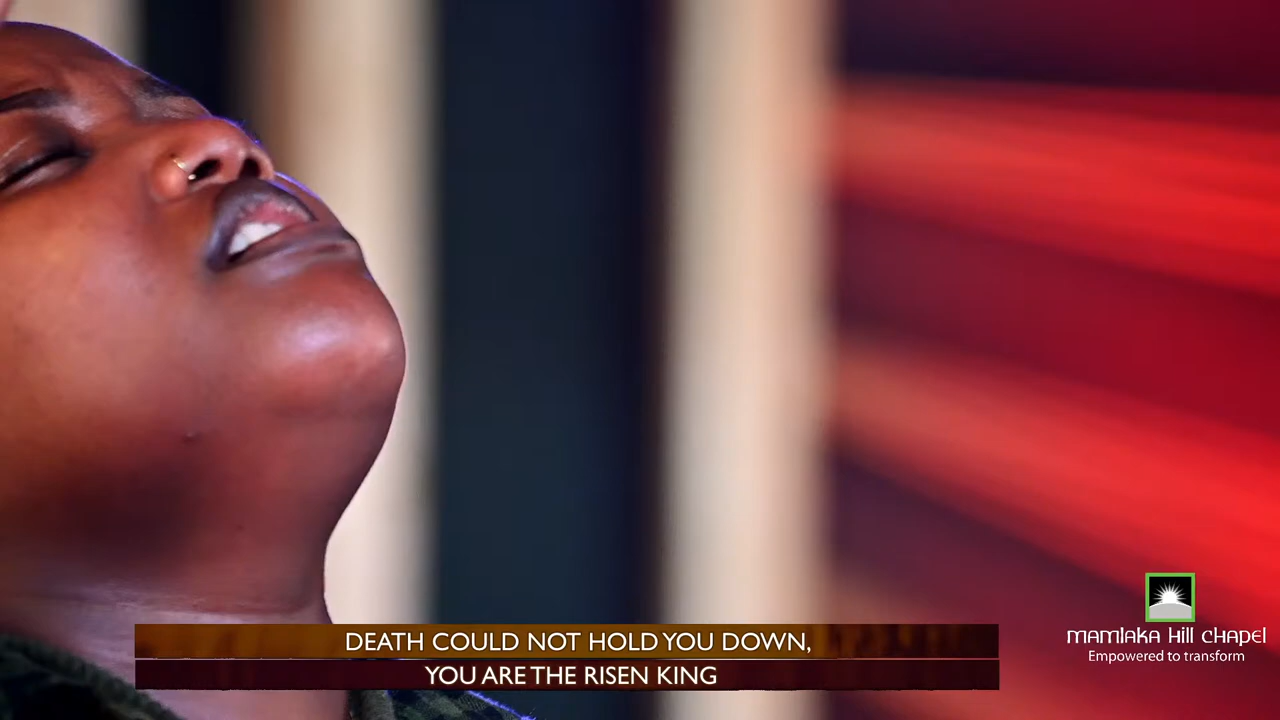 DEATH COULD NOT HOLD YOU DOWN,
YOU ARE THE RISEN KING
mamlaka Hill Chapel
Empowered to transform